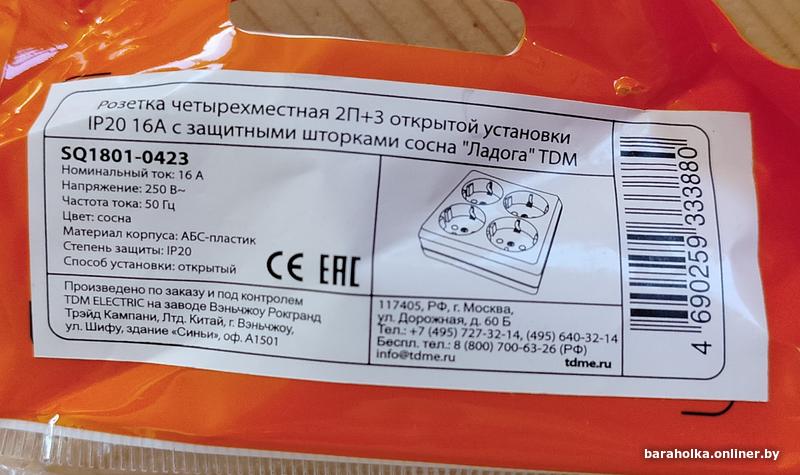 Розетка четырехместная 2П+3 открытой установки
IP20 16А с защитными шторками сосна "Ладога" TDM
SQ1801-0423
Номинальный ток: 16 А
Напряжение: 250 В~
Частота тока: 50 Гц
Цвет: сосна
Материал корпуса: АБС-пластик
Степень защиты: IP20
Способ установки: открытый
CE EAC
Произведено по заказу и под контролем
TDM ELECTRIC на заводе Вэньчжоу Рокгранд
Трэйд Кампани, Лтд, Китай, г. Вэньчжоу,
ул. Шифу, здание «Синьи», оф. А1501
117405, РФ, г. Москва,
ул. Дорожная, д. 60 Б
Тел.: +7 (495) 727-32-14, (495) 640-32-14
Беспл. тел.: 8 (800) 700-63-26 (РФ)
info@tdme.ru
tdme.ru
4 690259 333880
baraholka.onliner.by